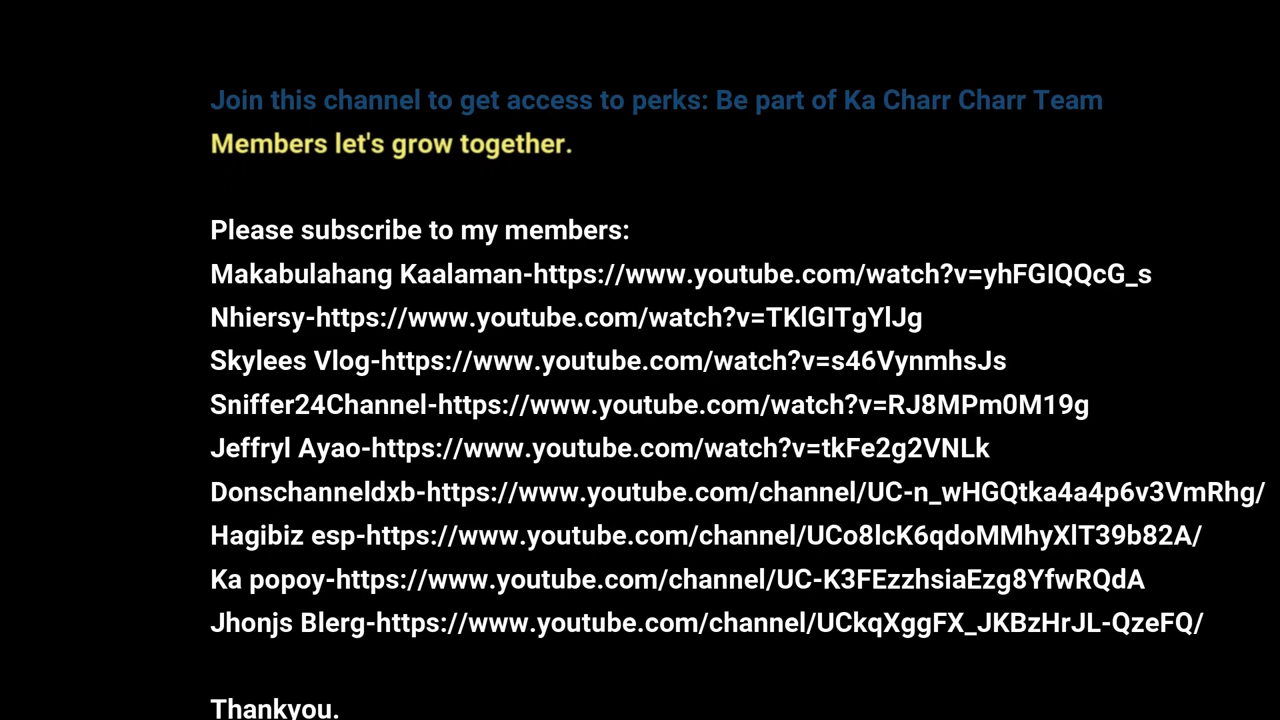 Join this channel to get access to perks: Be part of Ka Charr Charr Team
Members let's grow together.
Please subscribe to my members:
Makabulahang Kaalaman-https://www.youtube.com/watch?v=yhFGIQQcG_s
Nhiersy-https://www.youtube.com/watch?v=TKlGITgYlJg
Skylees Vlog-https://www.youtube.com/watch?v=s46VynmhsJs
Sniffer24Channel-https://www.youtube.com/watch?v=RJ8MPm0M19g
Jeffryl Ayao-https://www.youtube.com/watch?v=tkFe2g2VNLk
Donschanneldxb-https://www.youtube.com/channel/UC-n_wHGQtka4a4p6v3VmRhg/
Hagibiz esp-https://www.youtube.com/channel/UCo8lcK6qdoMMhyXlT39b82A/
Ka popoy-https://www.youtube.com/channel/UC-K3FEzzhsiaEzg8YfwRQdA
Jhonjs Blerg-https://www.youtube.com/channel/UCkqXggFX_JKBzHrJL-QzeFQ/
Thankyou.